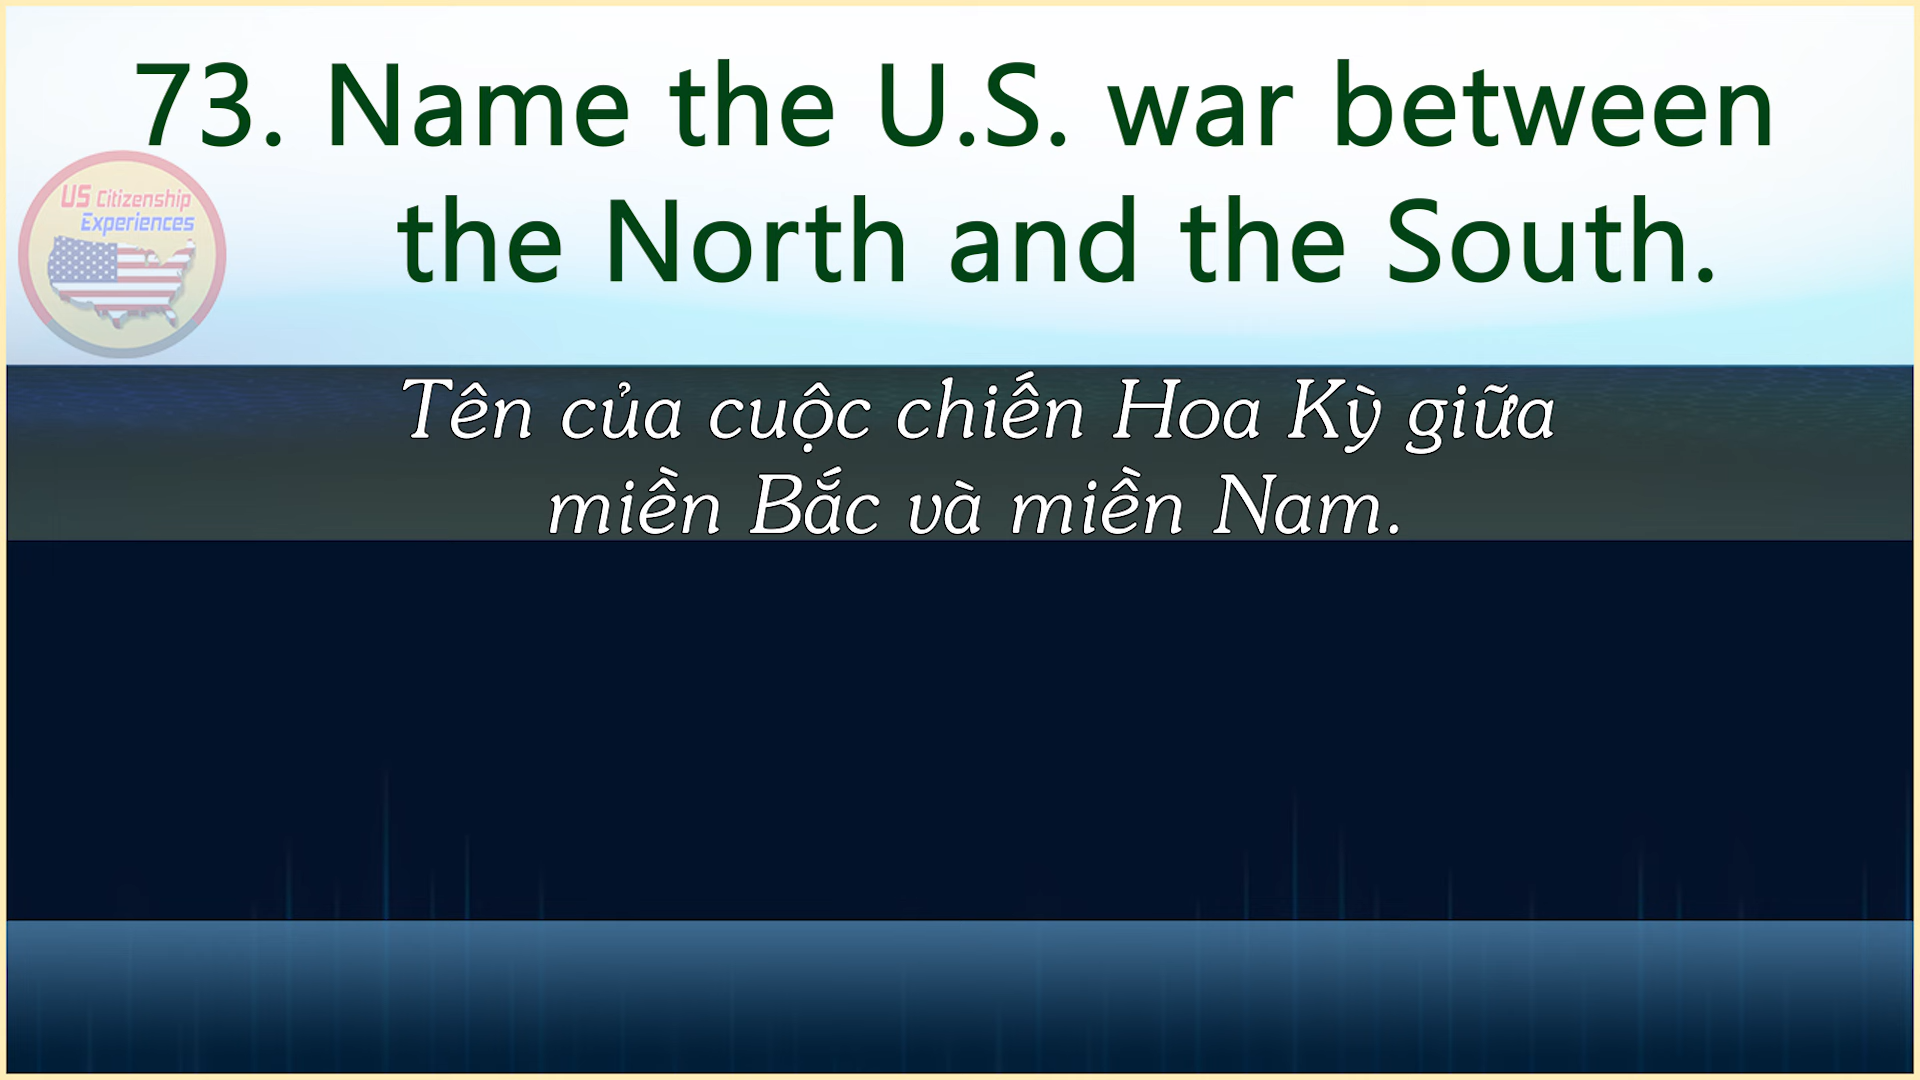 73. Name the U.S. war between
the North and the South.
US Citizenship
Experiences
Tên của cuộc chiến Hoa Kỳ giữa
miền Bắc và miền Nam.